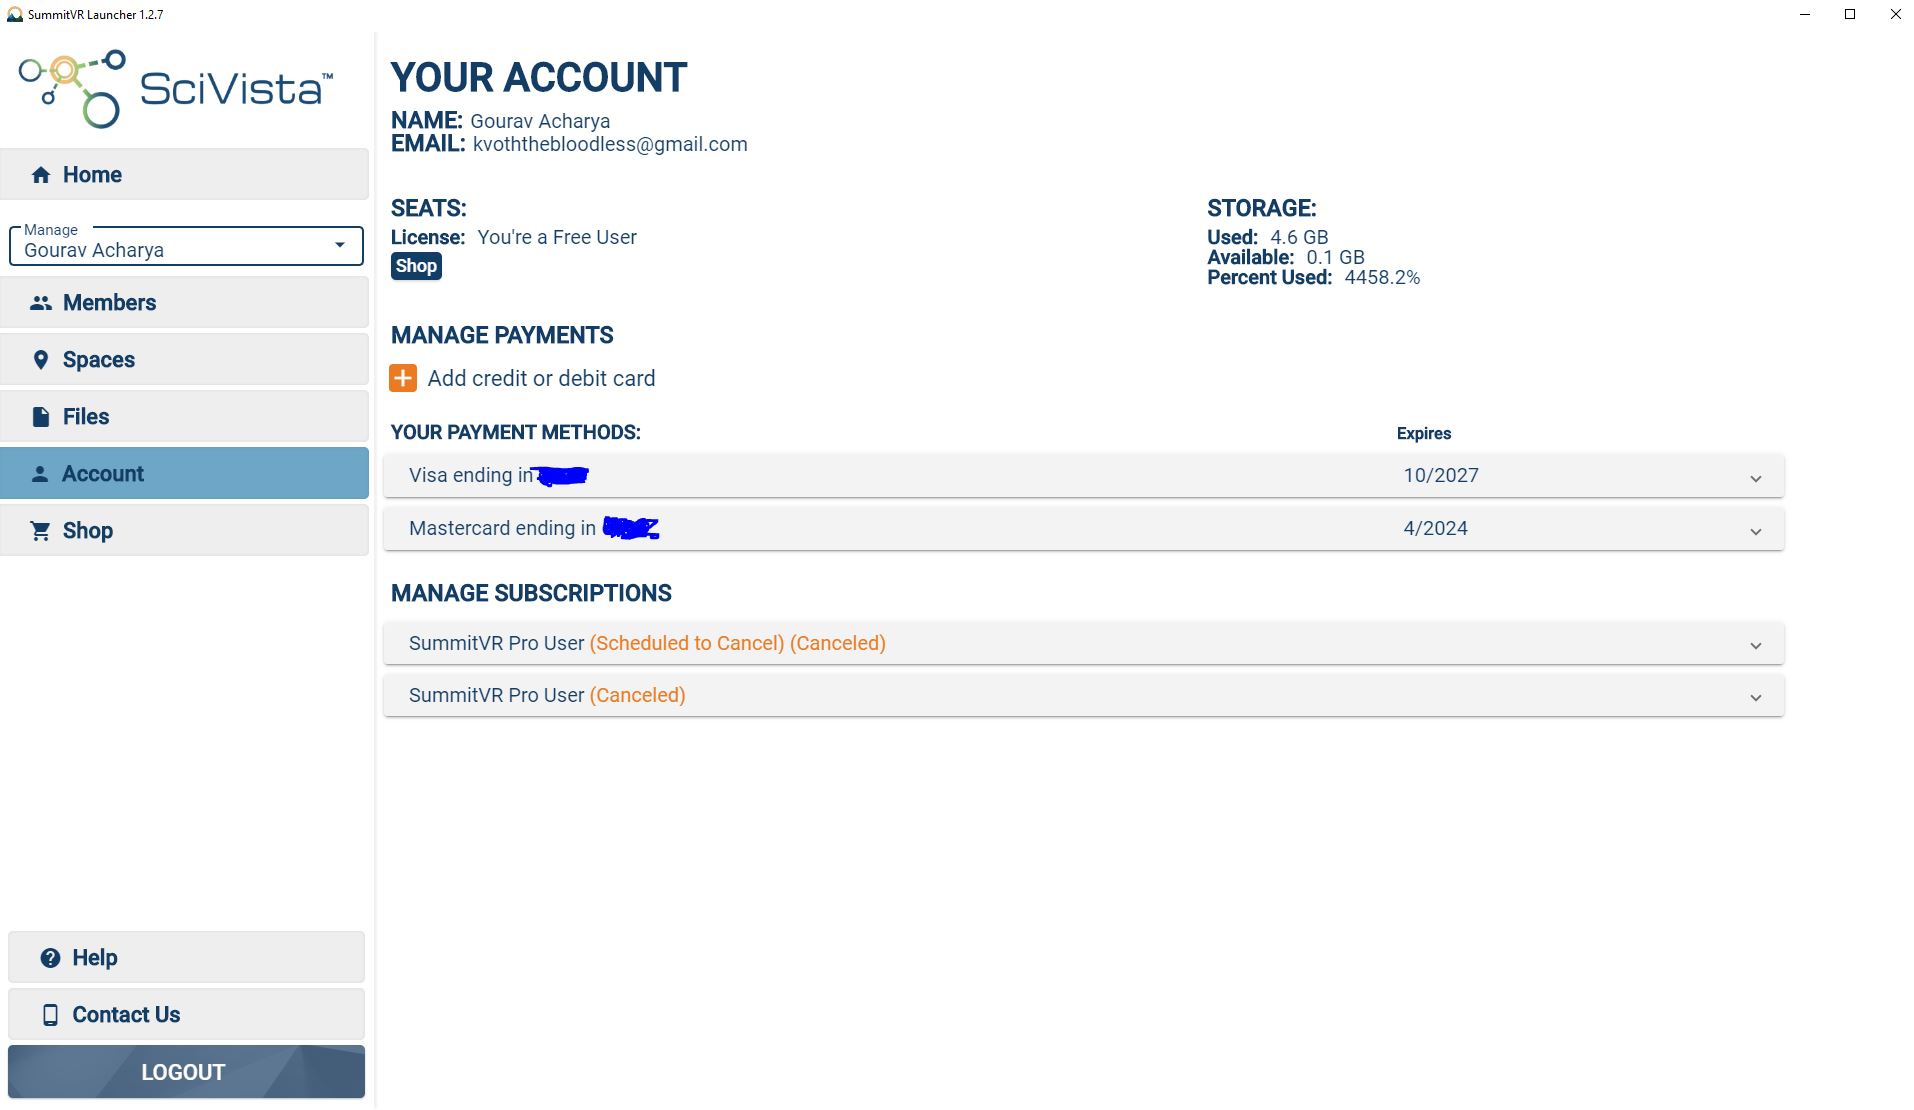 SummitVR Launcher 1.2.7
SciVista™
Home
Manage
Gourav Acharya
Members
Spaces
Files
Account
Shop
Help
Contact Us
LOGOUT
YOUR ACCOUNT
NAME: Gourav Acharya
EMAIL: kvoththebloodless@gmail.com
SEATS:
License: You're a Free User
Shop
STORAGE:
Used: 4.6 GB
Available: 0.1 GB
Percent Used: 4458.2%
MANAGE PAYMENTS
Add credit or debit card
YOUR PAYMENT METHODS: Expires
Visa ending in 10/2027
Mastercard ending in 4/2024
MANAGE SUBSCRIPTIONS
SummitVR Pro User (Scheduled to Cancel) (Canceled)
SummitVR Pro User (Canceled)